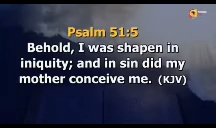 Psalm 51:5
Behold, I was shapen in
iniquity; and in sin did my
mother conceive me. (KJV)